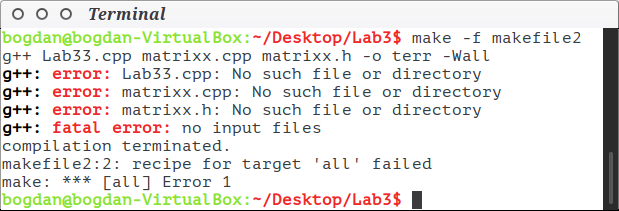 Terminal
bogdan@bogdan-VirtualBox:~/Desktop/Lab3$ make -f makefile2
g++ Lab33.cpp matrixx.cpp matrixx.h -o terr -Wall
g++: error: Lab33.cpp: No such file or directory
g++: error: matrixx.cpp: No such file or directory
g++: error: matrixx.h: No such file or directory
g++: fatal error: no input files
compilation terminated.
makefile2:2: recipe for target 'all' failed
make: *** [all] Error 1
bogdan@bogdan-VirtualBox:~/Desktop/Lab3$